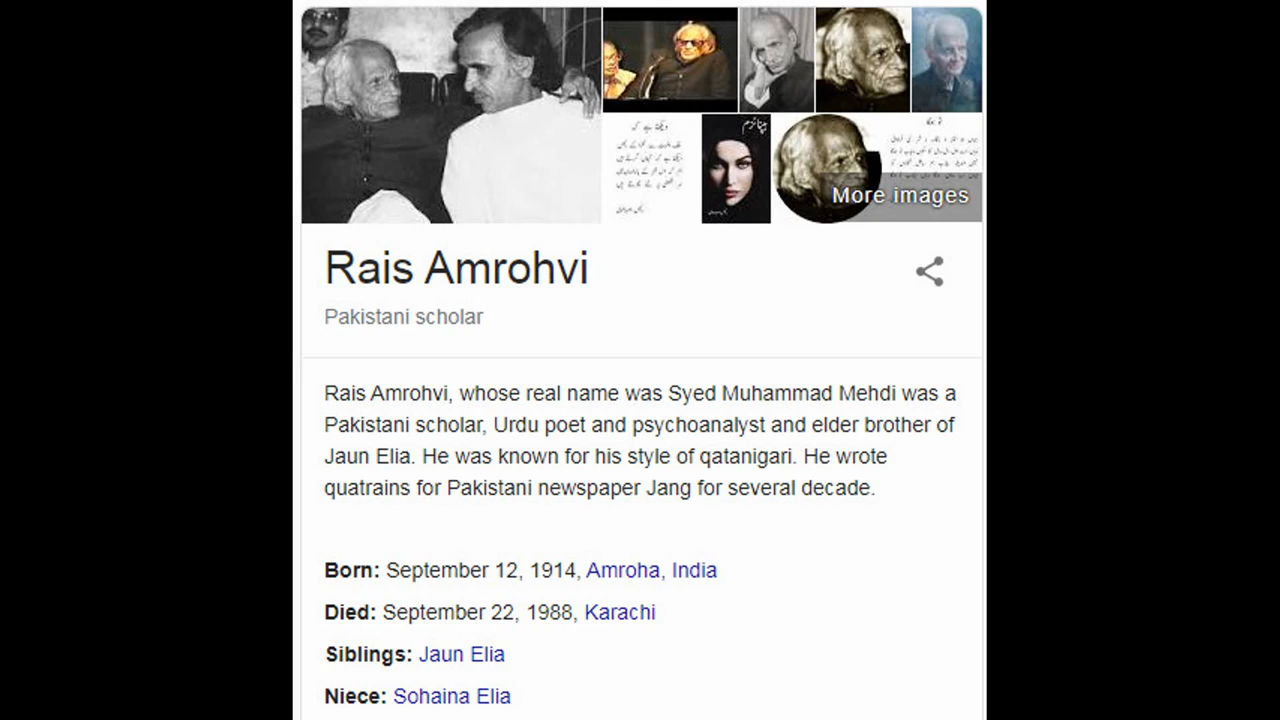 ہپناٹزم
More images
Rais Amrohvi
Pakistani scholar
Rais Amrohvi, whose real name was Syed Muhammad Mehdi was a
Pakistani scholar, Urdu poet and psychoanalyst and elder brother of
Jaun Elia. He was known for his style of qatanigari. He wrote
quatrains for Pakistani newspaper Jang for several decade.
Born: September 12, 1914, Amroha, India
Died: September 22, 1988, Karachi
Siblings: Jaun Elia
Niece: Sohaina Elia